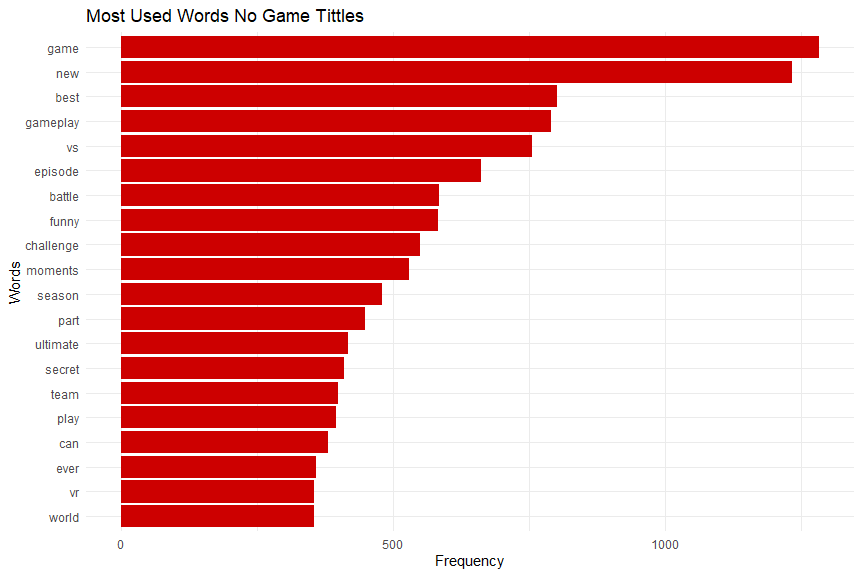 Most Used Words No Game Tittles
game
new
best
gameplay
vs
episode
battle
funny
challenge
moments
season
part
ultimate
secret
team
play
can
ever
vr
world
Words
0 500 1000
Frequency